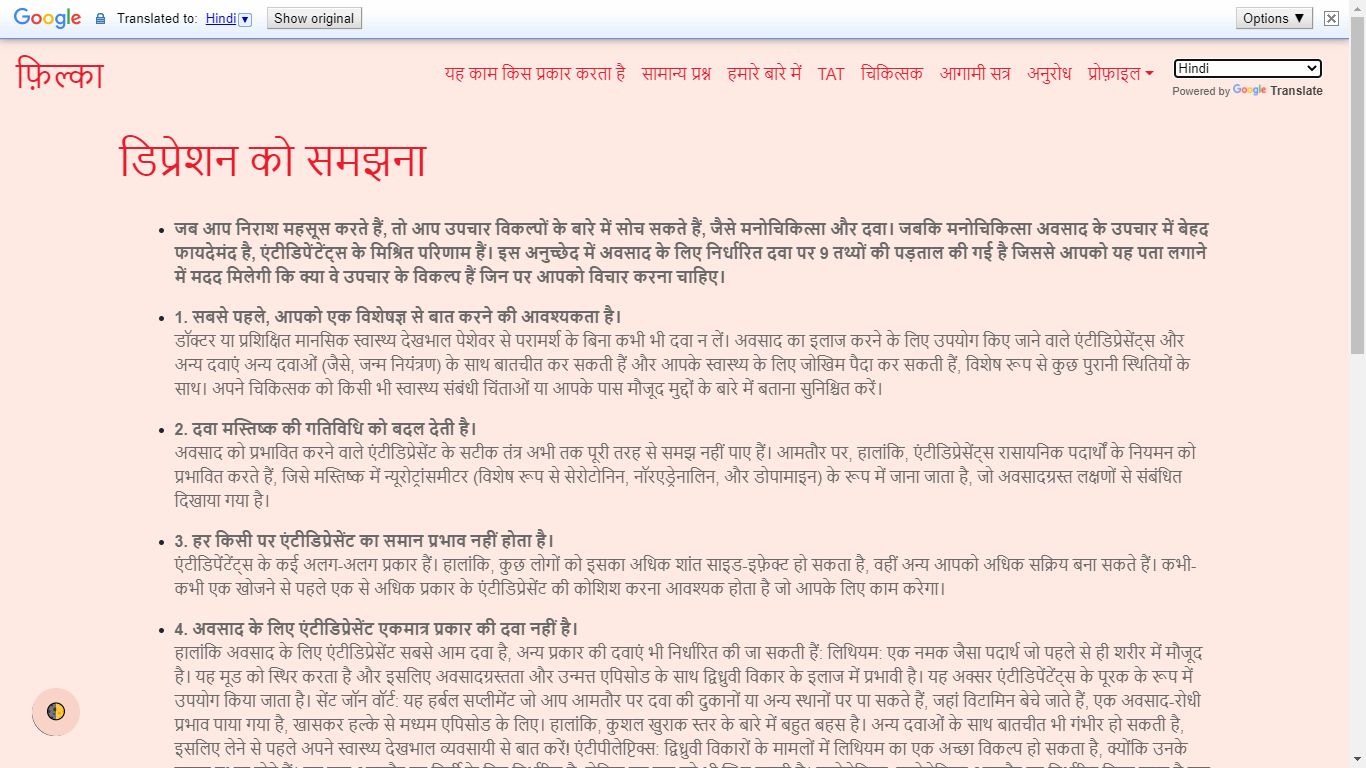 Google Translated to: Hindi Show original Options ▼
फ़िल्का
यह काम किस प्रकार करता है सामान्य प्रश्न हमारे बारे में TAT चिकित्सक आगामी सत्र अनुरोध प्रोफ़ाइल
Hindi
Powered by Google Translate
डिप्रेशन को समझना
जब आप निराश महसूस करते हैं, तो आप उपचार विकल्पों के बारे में सोच सकते हैं, जैसे मनोचिकित्सा और दवा। जबकि मनोचिकित्सा अवसाद के उपचार में बेहद
फायदेमंद है, एंटीडिपेंटेंट्स के मिश्रित परिणाम हैं। इस अनुच्छेद में अवसाद के लिए निर्धारित दवा पर 9 तथ्यों की पड़ताल की गई है जिससे आपको यह पता लगाने
में मदद मिलेगी कि क्या वे उपचार के विकल्प हैं जिन पर आपको विचार करना चाहिए।
1. सबसे पहले, आपको एक विशेषज्ञ से बात करने की आवश्यकता है।
डॉक्टर या प्रशिक्षित मानसिक स्वास्थ्य देखभाल पेशेवर से परामर्श के बिना कभी भी दवा न लें। अवसाद का इलाज करने के लिए उपयोग किए जाने वाले एंटीडिप्रेसेंट्स और
अन्य दवाएं अन्य दवाओं (जैसे, जन्म नियंत्रण) के साथ बातचीत कर सकती हैं और आपके स्वास्थ्य के लिए जोखिम पैदा कर सकती हैं, विशेष रूप से कुछ पुरानी स्थितियों के
साथ। अपने चिकित्सक को किसी भी स्वास्थ्य संबंधी चिंताओं या आपके पास मौजूद मुद्दों के बारे में बताना सुनिश्चित करें।
2. दवा मस्तिष्क की गतिविधि को बदल देती है।
अवसाद को प्रभावित करने वाले एंटीडिप्रेसेंट के सटीक तंत्र अभी तक पूरी तरह से समझ नहीं पाए हैं। आमतौर पर, हालांकि, एंटीडिप्रेसेंट्स रासायनिक पदार्थों के नियमन को
प्रभावित करते हैं, जिसे मस्तिष्क में न्यूरोट्रांसमीटर (विशेष रूप से सेरोटोनिन, नॉरएड्रेनालिन, और डोपामाइन) के रूप में जाना जाता है, जो अवसादग्रस्त लक्षणों से संबंधित
दिखाया गया है।
3. हर किसी पर एंटीडिप्रेसेंट का समान प्रभाव नहीं होता है।
एंटीडिपेंटेंट्स के कई अलग-अलग प्रकार हैं। हालांकि, कुछ लोगों को इसका अधिक शांत साइड-इफ़ेक्ट हो सकता है, वहीं अन्य आपको अधिक सक्रिय बना सकते हैं। कभी-
कभी एक खोजने से पहले एक से अधिक प्रकार के एंटीडिप्रेसेंट की कोशिश करना आवश्यक होता है जो आपके लिए काम करेगा।
4. अवसाद के लिए एंटीडिप्रेसेंट एकमात्र प्रकार की दवा नहीं है।
हालांकि अवसाद के लिए एंटीडिप्रेसेंट सबसे आम दवा है, अन्य प्रकार की दवाएं भी निर्धारित की जा सकती हैं: लिथियम: एक नमक जैसा पदार्थ जो पहले से ही शरीर में मौजूद
है। यह मूड को स्थिर करता है और इसलिए अवसादग्रस्तता और उन्मत्त एपिसोड के साथ द्विध्रुवी विकार के इलाज में प्रभावी है। यह अक्सर एंटीडिपेंटेंट्स के पूरक के रूप में
उपयोग किया जाता है। सेंट जॉन वॉर्ट: यह हर्बल सप्लीमेंट जो आप आमतौर पर दवा की दुकानों या अन्य स्थानों पर पा सकते हैं, जहां विटामिन बेचे जाते हैं, एक अवसाद-रोधी
प्रभाव पाया गया है, खासकर हल्के से मध्यम एपिसोड के लिए। हालांकि, कुशल खुराक स्तर के बारे में बहुत बहस है। अन्य दवाओं के साथ बातचीत भी गंभीर हो सकती है,
इसलिए लेने से पहले अपने स्वास्थ्य देखभाल व्यवसायी से बात करें! एंटीपीलेप्टिक्स: द्विध्रुवी विकारों के मामलों में लिथियम का एक अच्छा विकल्प हो सकता है, क्योंकि उनके